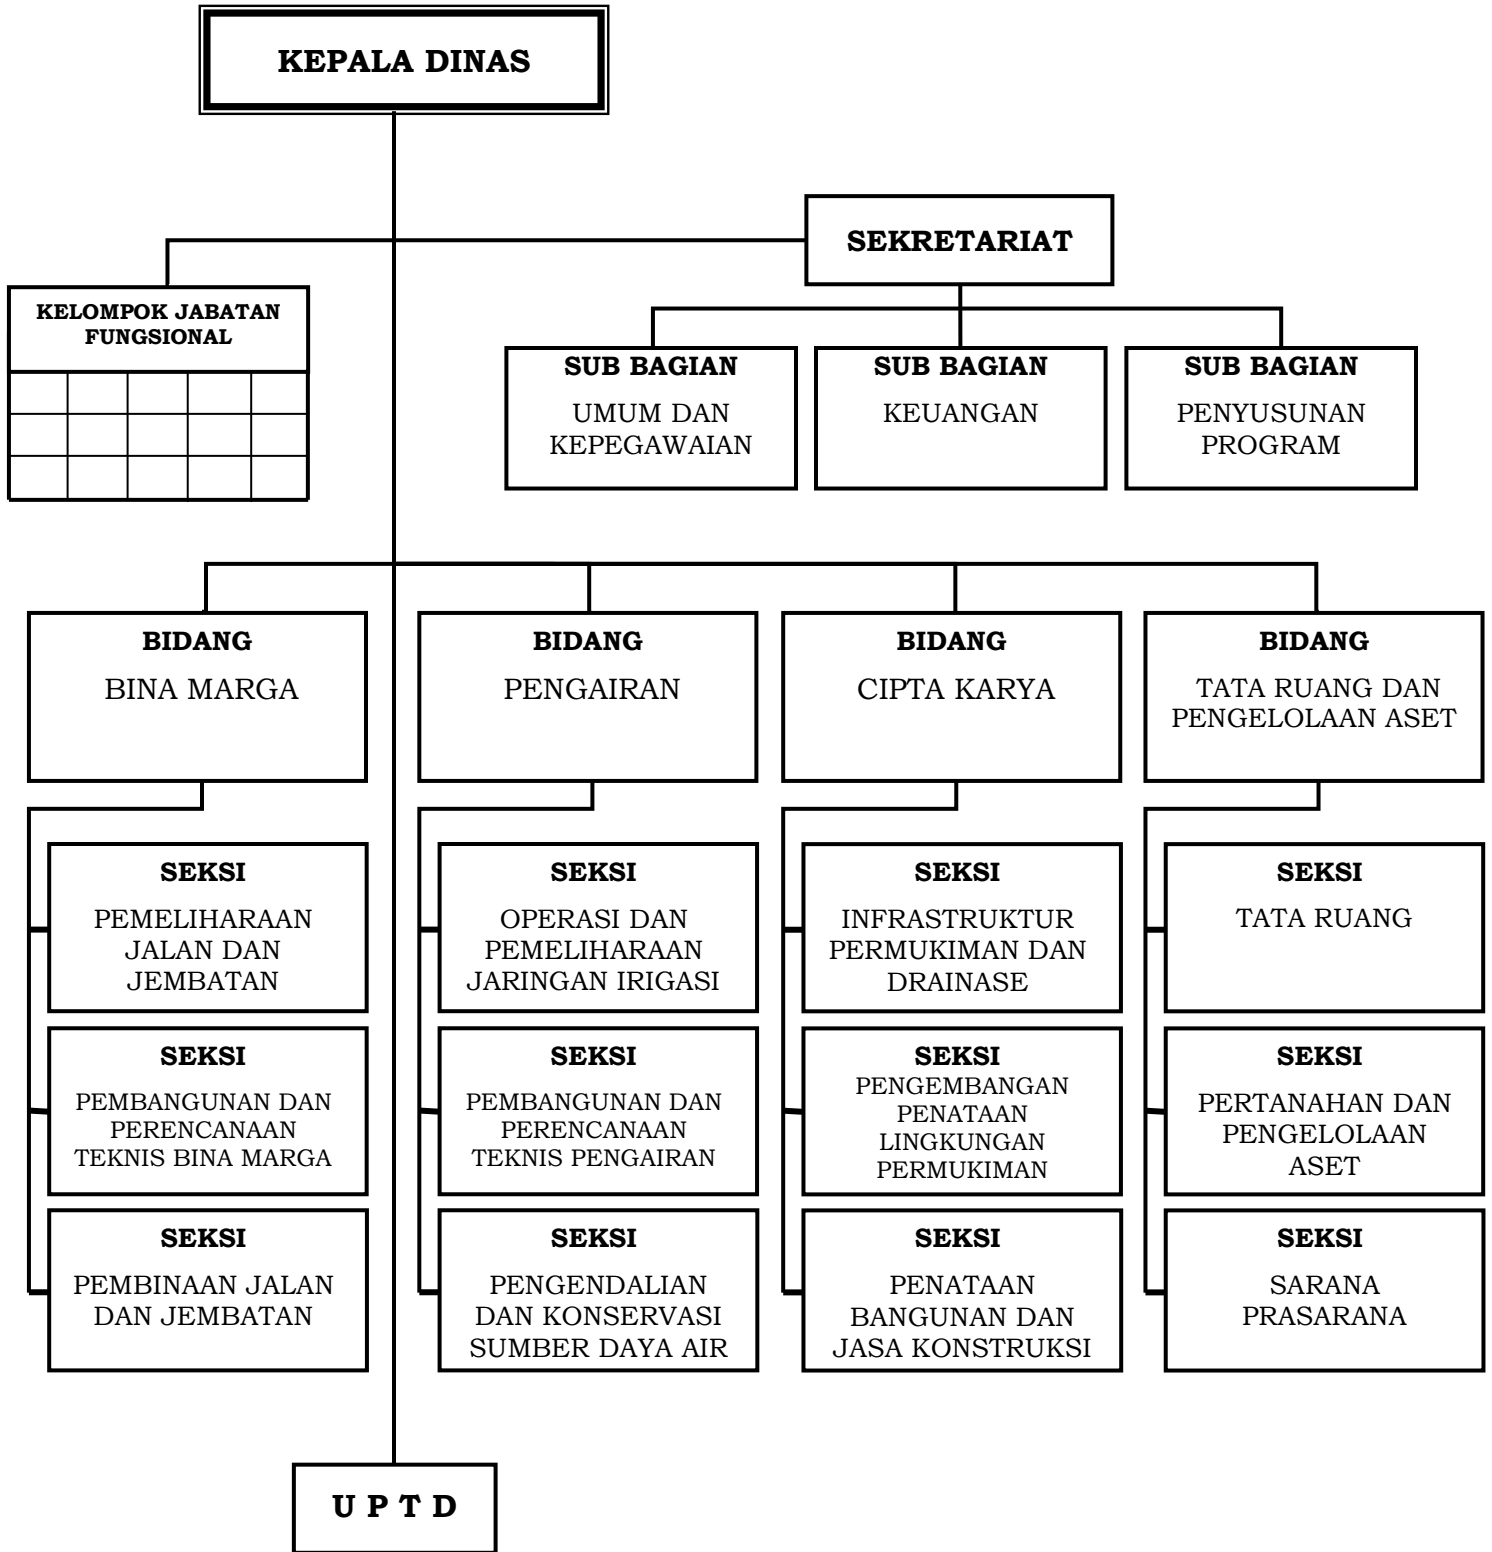 KEPALA DINAS
SEKRETARIAT
KELOMPOK JABATAN
FUNGSIONAL
SUB BAGIAN
UMUM DAN
KEPEGAWAIAN
SUB BAGIAN
KEUANGAN
SUB BAGIAN
PENYUSUNAN
PROGRAM
BIDANG
BINA MARGA
BIDANG
PENGAIRAN
BIDANG
CIPTA KARYA
BIDANG
TATA RUANG DAN
PENGELOLAAN ASET
SEKSI
PEMELIHARAAN
JALAN DAN
JEMBATAN
SEKSI
OPERASI DAN
PEMELIHARAAN
JARINGAN IRIGASI
SEKSI
INFRASTRUKTUR
PERMUKIMAN DAN
DRAINASE
SEKSI
TATA RUANG
SEKSI
PEMBANGUNAN DAN
PERENCANAAN
TEKNIS BINA MARGA
SEKSI
PEMBANGUNAN DAN
PERENCANAAN
TEKNIS PENGAIRAN
SEKSI
PENGEMBANGAN
PENATAAN
LINGKUNGAN
PERMUKIMAN
SEKSI
PERTANAHAN DAN
PENGELOLAAN
ASET
SEKSI
PEMBINAAN JALAN
DAN JEMBATAN
SEKSI
PENGENDALIAN
DAN KONSERVASI
SUMBER DAYA AIR
SEKSI
PENATAAN
BANGUNAN DAN
JASA KONSTRUKSI
SEKSI
SARANA
PRASARANA
U P T D